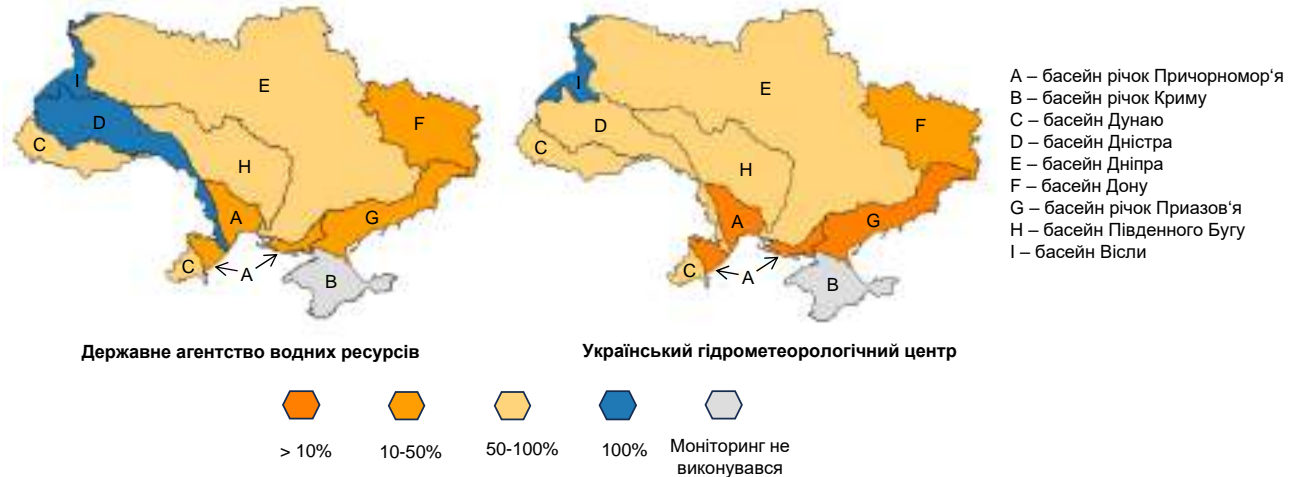 I
E
D
C
H
F
A
G
C
A
B
I
E
D
C
H
F
A
G
C
A
B
A – басейн річок Причорномор‘я
B – басейн річок Криму
C – басейн Дунаю
D – басейн Дністра
E – басейн Дніпра
F – басейн Дону
G – басейн річок Приазов‘я
H – басейн Південного Бугу
I – басейн Вісли
Державне агентство водних ресурсів
Український гідрометеорологічний центр
> 10%
10-50%
50-100%
100%
Моніторинг не
виконувався